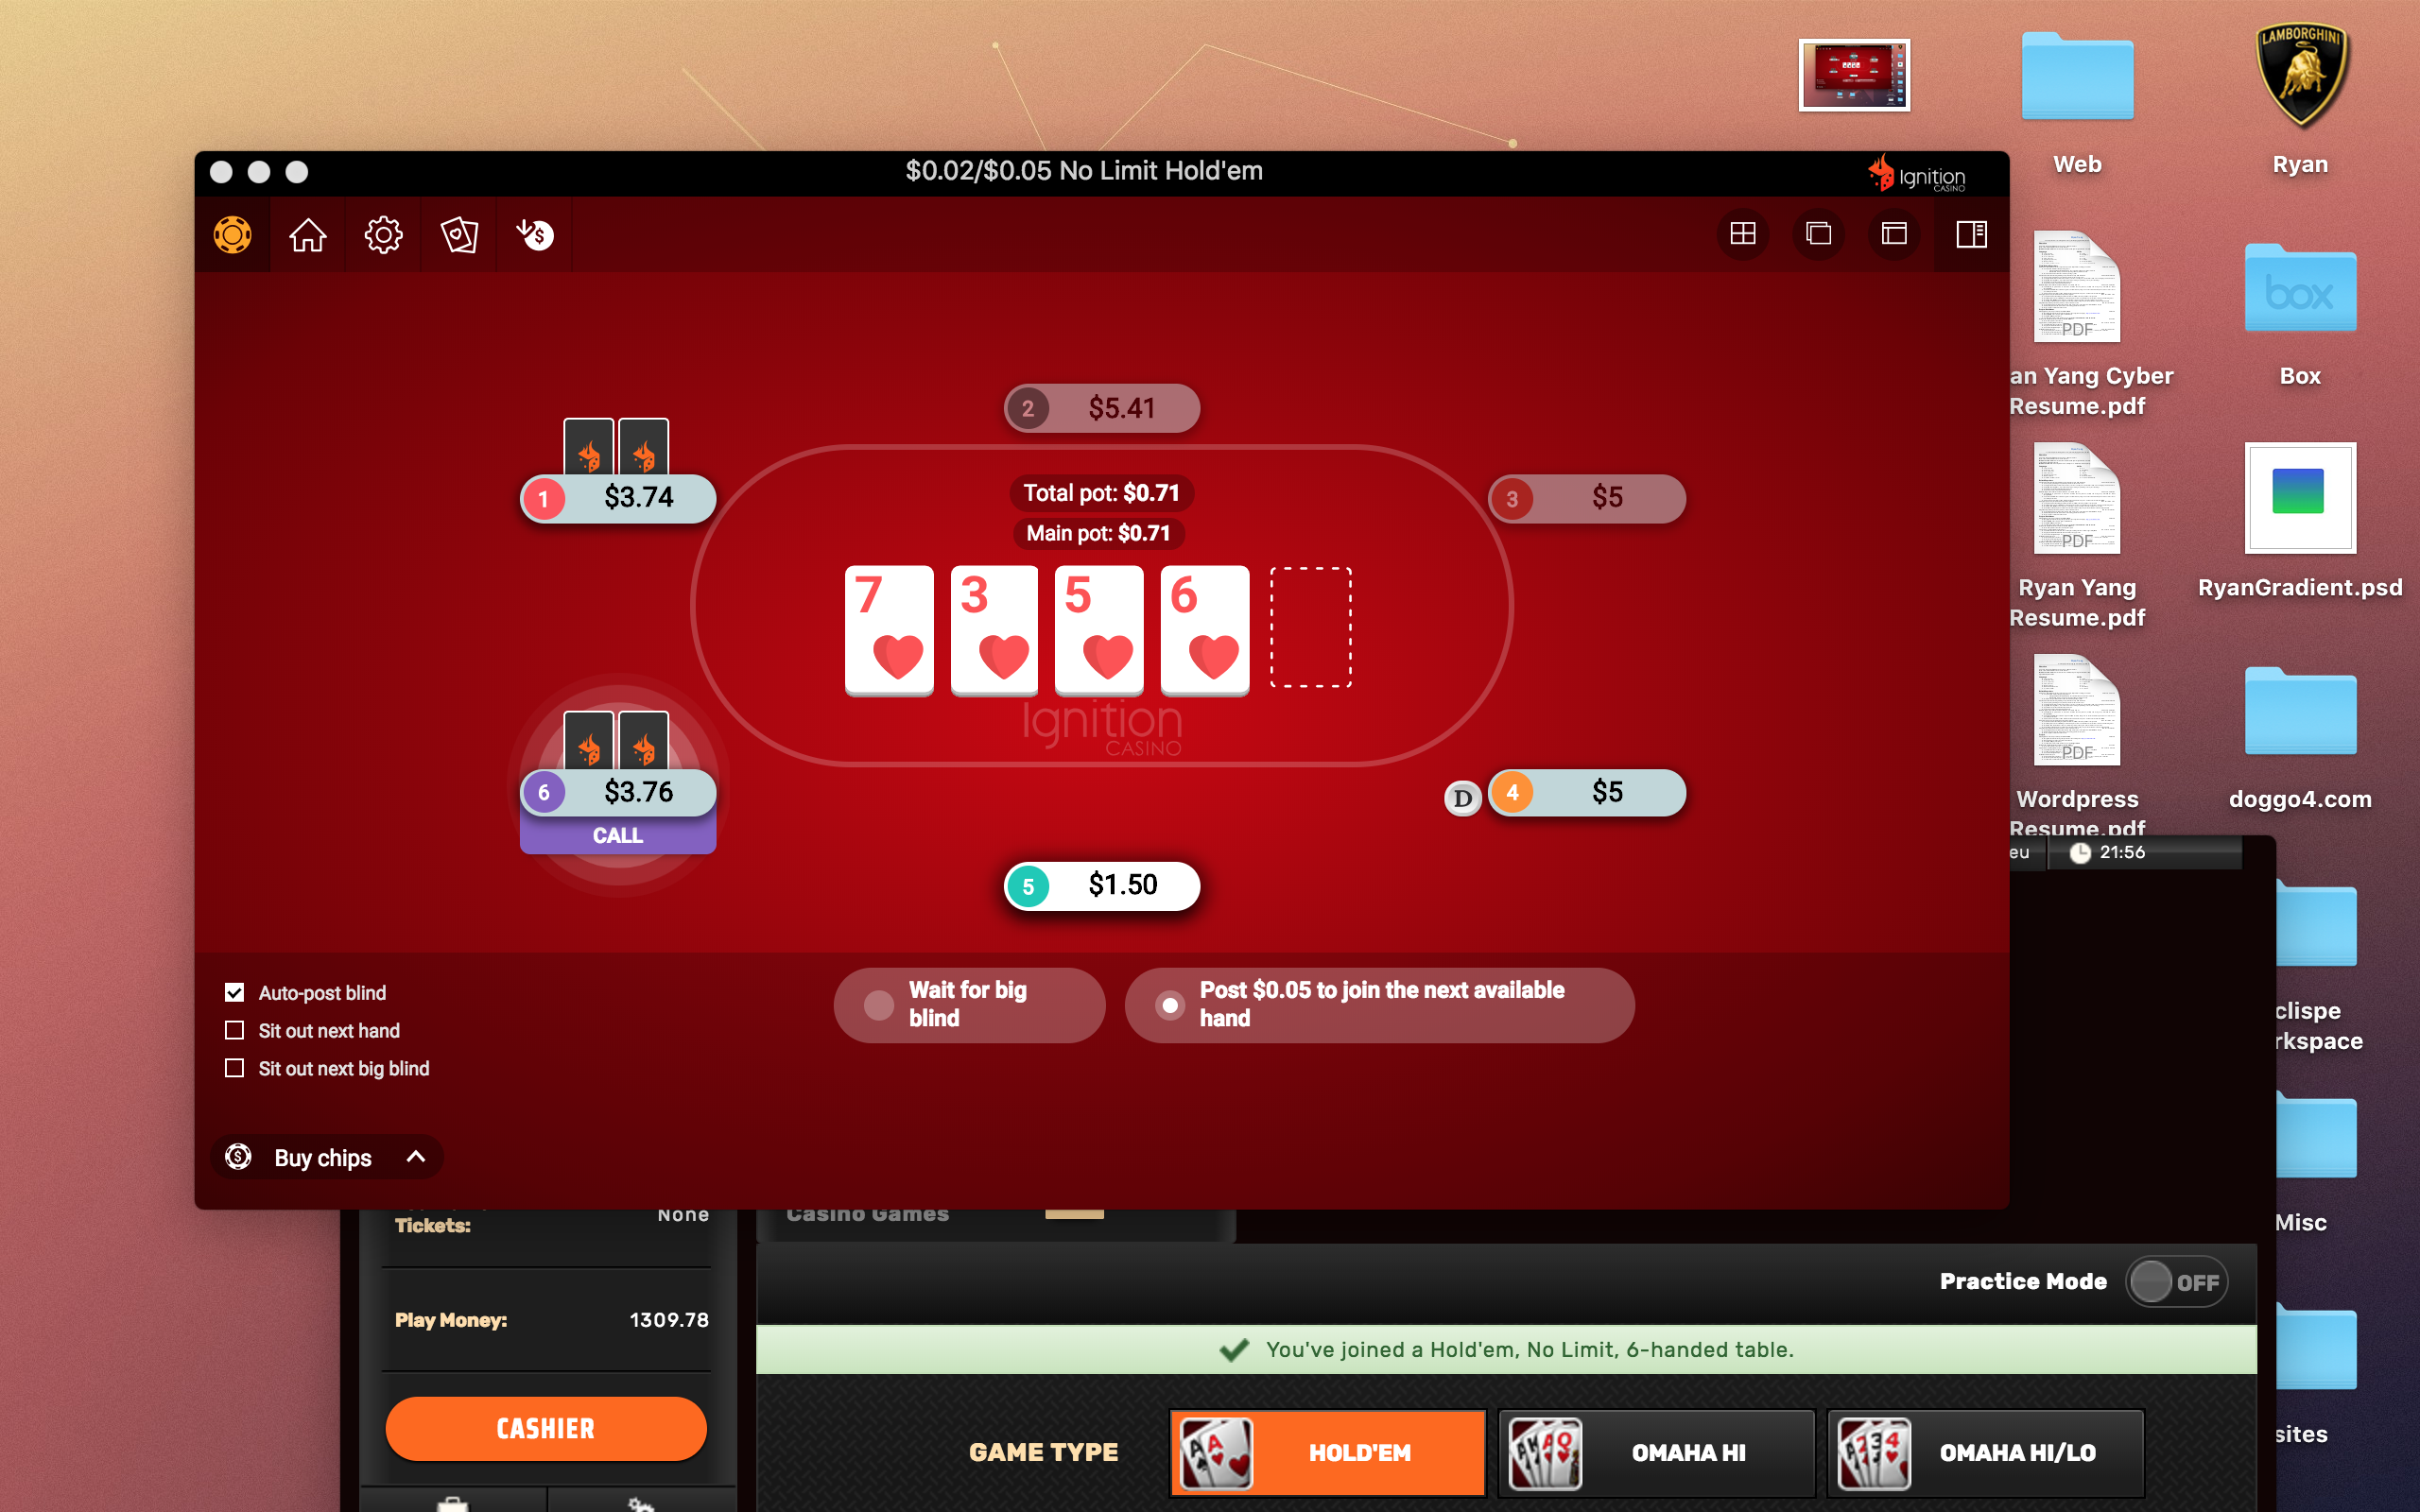 LAMBORGHINI
Web
Ryan
$0.02/$0.05 No Limit Hold'em
Ignition
CASINO
PDF
box
an Yang Cyber
Resume.pdf
Box
2 $5.41
1 $3.74
Total pot: $0.71
3 $5
Main pot: $0.71
PDF
7
3
5
6
Ryan Yang
Resume.pdf
RyanGradient.psd
Ignition
CASINO
PDF
6 $3.76
CALL
D
4 $5
Wordpress
Resume.pdf
doggo4.com
5 $1.50
eu
21:56
Auto-post blind
Sit out next hand
Sit out next big blind
Wait for big
blind
Post $0.05 to join the next available
hand
clispe
rkspace
Buy chips
Misc
Tickets:
None
Casino Games
Practice Mode
OFF
Play Money:
1309.78
You've joined a Hold'em, No Limit, 6-handed table.
CASHIER
GAME TYPE
HOLD'EM
OMAHA HI
OMAHA HI/LO
sites